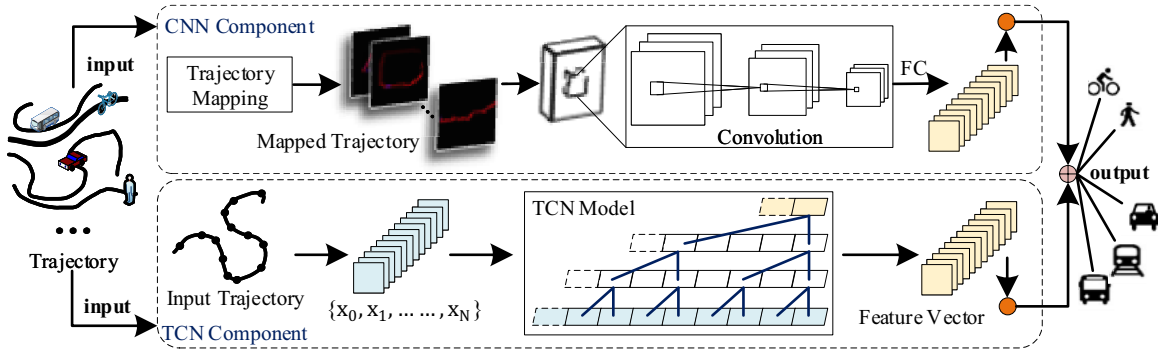 CNN Component
input
Trajectory
Mapping
Mapped Trajectory
Convolution
FC
output
Trajectory
input
Input Trajectory
{x₀, x₁, ... ..., x_N}
TCN Model
Feature Vector
TCN Component